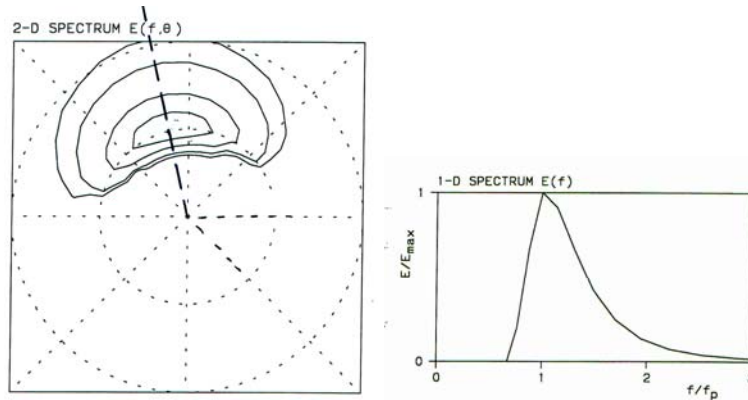 2-D SPECTRUM E(f,θ)
1-D SPECTRUM E(f)
1
E/Emax
0
0
1
2
f/fp